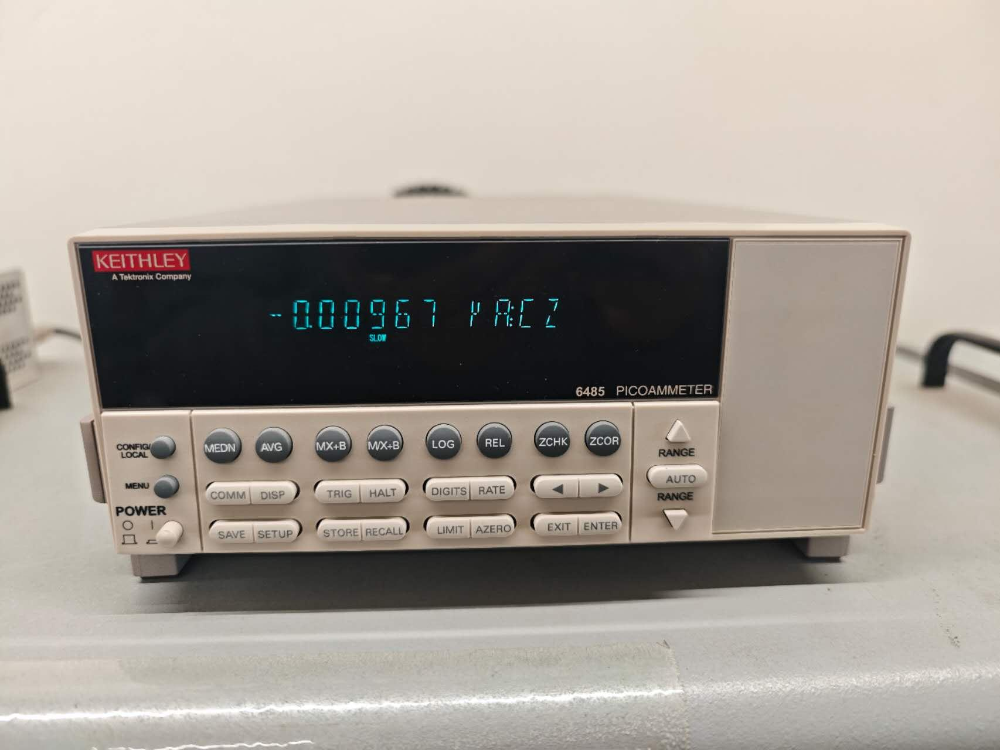 KEITHLEY
A Tektronix Company
-0.00967 µA:CZ
SLOW
6485 PICOAMMETER
CONFIG/
LOCAL
MEDN AVG MX+B M/X+B LOG REL ZCHK ZCOR
RANGE
MENU
COMM DISP TRIG HALT DIGITS RATE ◀ ▶
AUTO
RANGE
POWER
SAVE SETUP STORE RECALL LIMIT AZERO EXIT ENTER